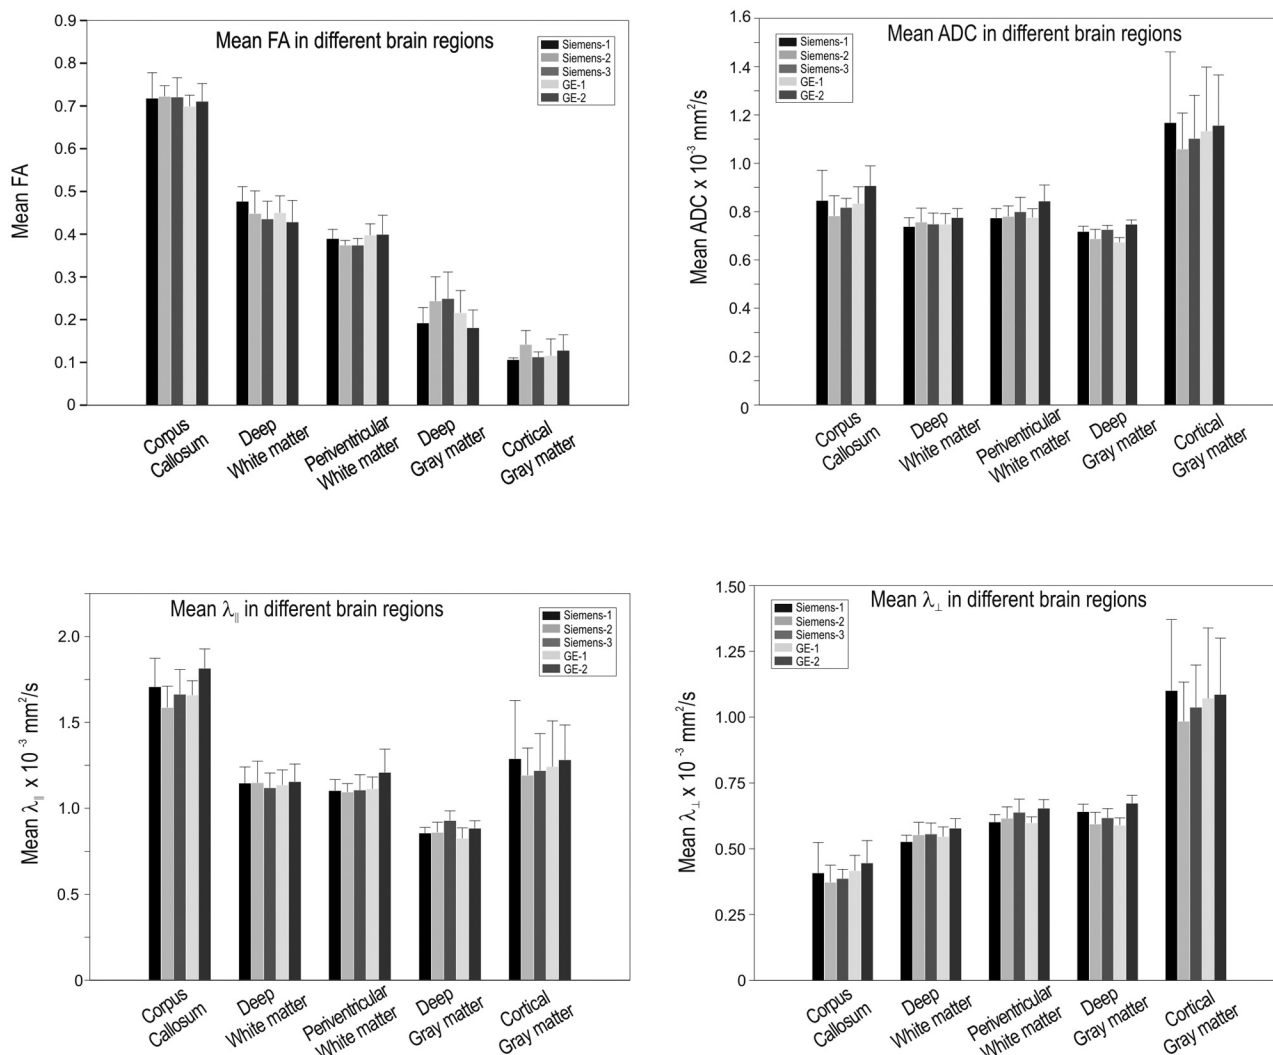 Mean FA in different brain regions
Siemens-1
Siemens-2
Siemens-3
GE-1
GE-2
Mean FA
0.9
0.8
0.7
0.6
0.5
0.4
0.3
0.2
0.1
0
Corpus
Callosum
Deep
White matter
Periventricular
White matter
Deep
Gray matter
Cortical
Gray matter
Mean ADC in different brain regions
Siemens-1
Siemens-2
Siemens-3
GE-1
GE-2
Mean ADC x 10⁻³ mm²/s
1.6
1.4
1.2
1.0
0.8
0.6
0.4
0.2
0
Corpus
Callosum
Deep
White matter
Periventricular
White matter
Deep
Gray matter
Cortical
Gray matter
Mean λ∥ in different brain regions
Siemens-1
Siemens-2
Siemens-3
GE-1
GE-2
Mean λ∥ x 10⁻³ mm²/s
2.0
1.5
1.0
0.5
0
Corpus
Callosum
Deep
White matter
Periventricular
White matter
Deep
Gray matter
Cortical
Gray matter
Mean λ⊥ in different brain regions
Siemens-1
Siemens-2
Siemens-3
GE-1
GE-2
Mean λ⊥ x 10⁻³ mm²/s
1.50
1.25
1.00
0.75
0.50
0.25
0
Corpus
Callosum
Deep
White matter
Periventricular
White matter
Deep
Gray matter
Cortical
Gray matter